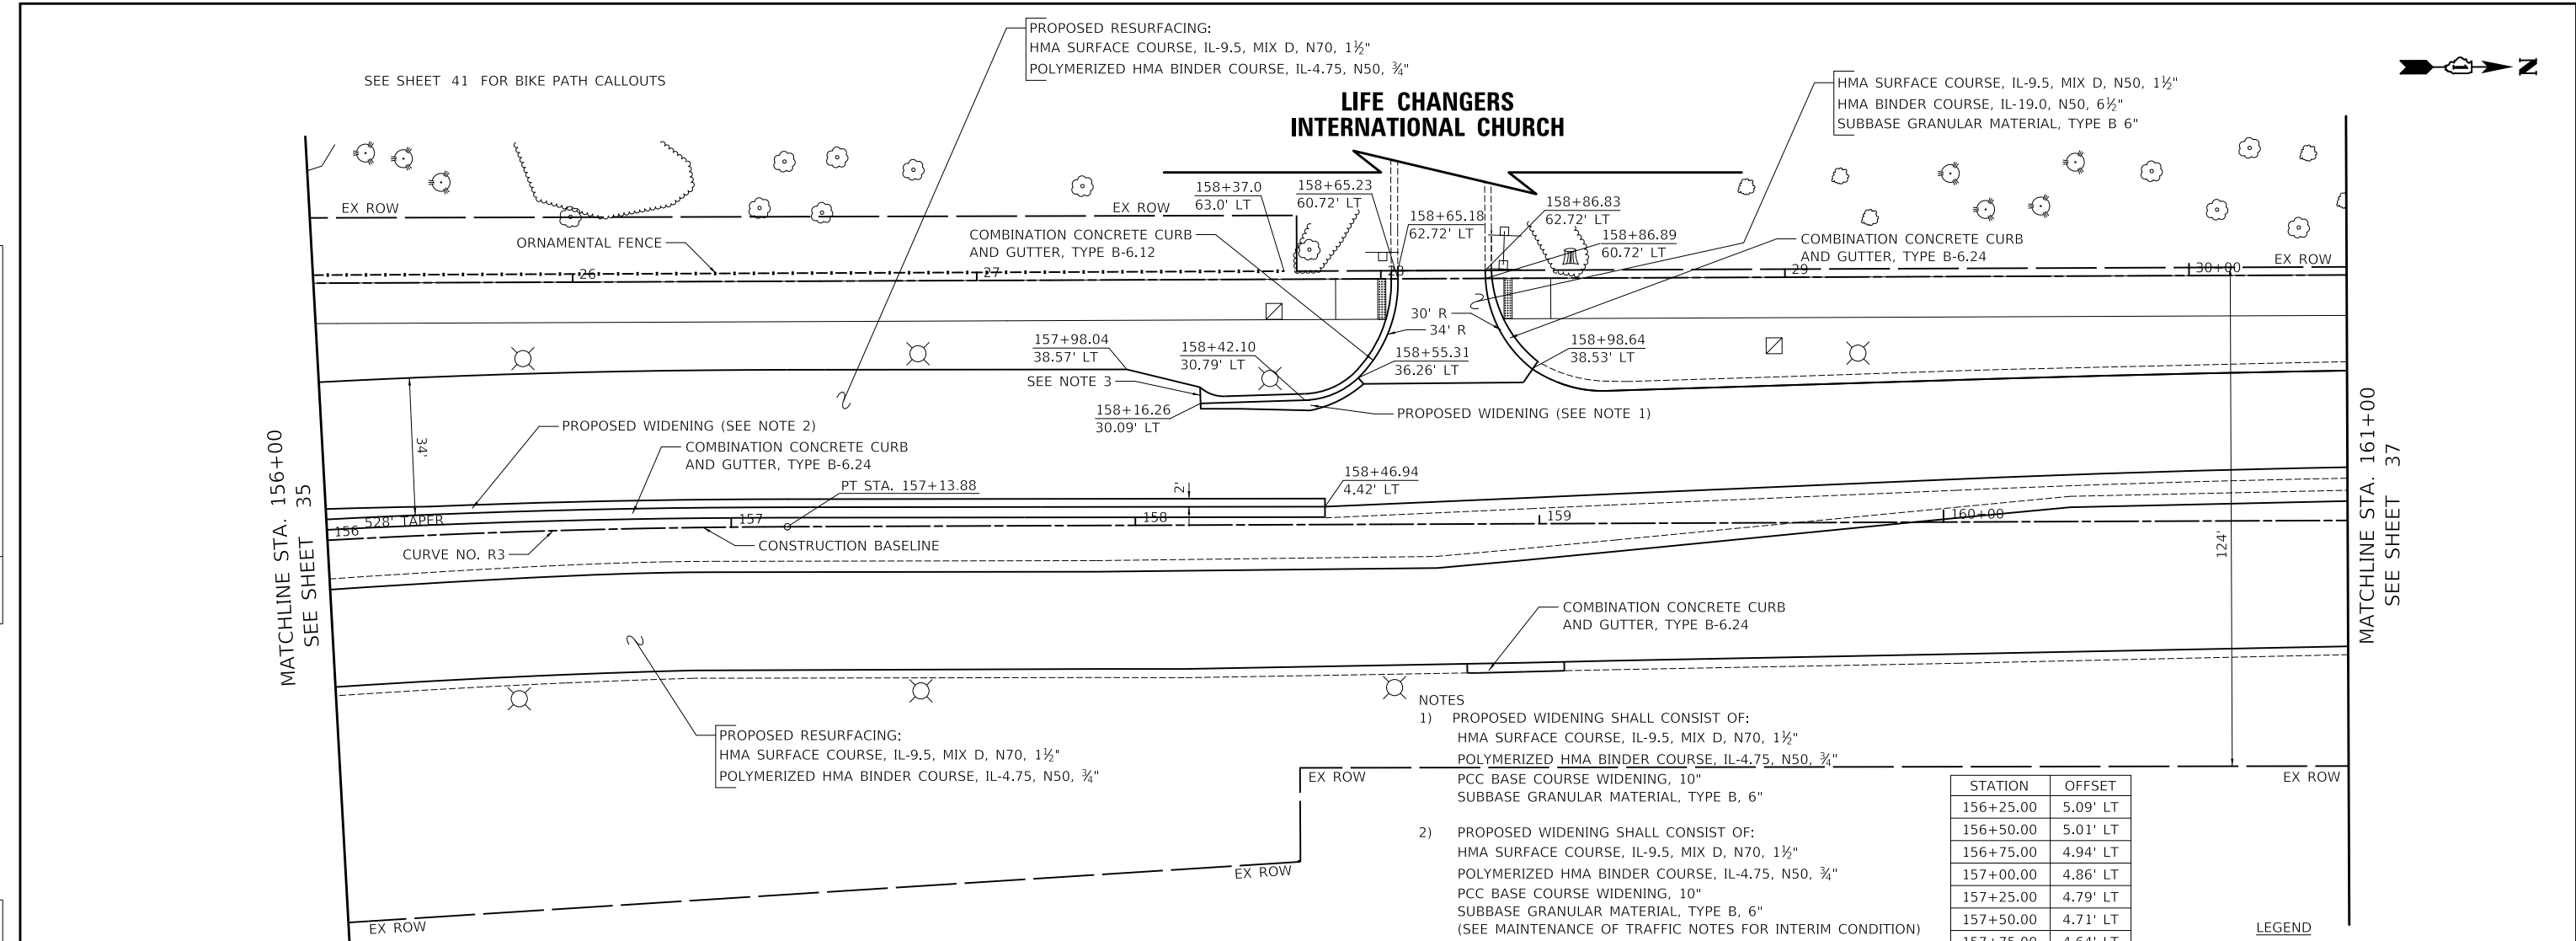 PROPOSED RESURFACING:
HMA SURFACE COURSE, IL-9.5, MIX D, N70, 1½"
POLYMERIZED HMA BINDER COURSE, IL-4.75, N50, ¾"
SEE SHEET 41 FOR BIKE PATH CALLOUTS
N
HMA SURFACE COURSE, IL-9.5, MIX D, N50, 1½"
HMA BINDER COURSE, IL-19.0, N50, 6½"
SUBBASE GRANULAR MATERIAL, TYPE B 6"
LIFE CHANGERS
INTERNATIONAL CHURCH
EX ROW
EX ROW
158+37.0
63.0' LT
158+65.23
60.72' LT
158+65.18
62.72' LT
158+86.83
62.72' LT
158+86.89
60.72' LT
ORNAMENTAL FENCE
COMBINATION CONCRETE CURB
AND GUTTER, TYPE B-6.12
COMBINATION CONCRETE CURB
AND GUTTER, TYPE B-6.24
EX ROW
26
27
28
29
30+00
30' R
34' R
157+98.04
38.57' LT
SEE NOTE 3
158+42.10
30.79' LT
158+55.31
36.26' LT
158+98.64
38.53' LT
158+16.26
30.09' LT
PROPOSED WIDENING (SEE NOTE 1)
34'
PROPOSED WIDENING (SEE NOTE 2)
COMBINATION CONCRETE CURB
AND GUTTER, TYPE B-6.24
PT STA. 157+13.88
2'
158+46.94
4.42' LT
MATCHLINE STA. 156+00
SEE SHEET 35
MATCHLINE STA. 161+00
SEE SHEET 37
528' TAPER
156
157
158
159
160+00
CURVE NO. R3
CONSTRUCTION BASELINE
124'
COMBINATION CONCRETE CURB
AND GUTTER, TYPE B-6.24
PROPOSED RESURFACING:
HMA SURFACE COURSE, IL-9.5, MIX D, N70, 1½"
POLYMERIZED HMA BINDER COURSE, IL-4.75, N50, ¾"
NOTES
1) PROPOSED WIDENING SHALL CONSIST OF:
HMA SURFACE COURSE, IL-9.5, MIX D, N70, 1½"
POLYMERIZED HMA BINDER COURSE, IL-4.75, N50, ¾"
PCC BASE COURSE WIDENING, 10"
SUBBASE GRANULAR MATERIAL, TYPE B, 6"
2) PROPOSED WIDENING SHALL CONSIST OF:
HMA SURFACE COURSE, IL-9.5, MIX D, N70, 1½"
POLYMERIZED HMA BINDER COURSE, IL-4.75, N50, ¾"
PCC BASE COURSE WIDENING, 10"
SUBBASE GRANULAR MATERIAL, TYPE B, 6"
(SEE MAINTENANCE OF TRAFFIC NOTES FOR INTERIM CONDITION)
EX ROW
EX ROW
EX ROW
EX ROW
STATION OFFSET
156+25.00 5.09' LT
156+50.00 5.01' LT
156+75.00 4.94' LT
157+00.00 4.86' LT
157+25.00 4.79' LT
157+50.00 4.71' LT
157+75.00 4.64' LT
LEGEND